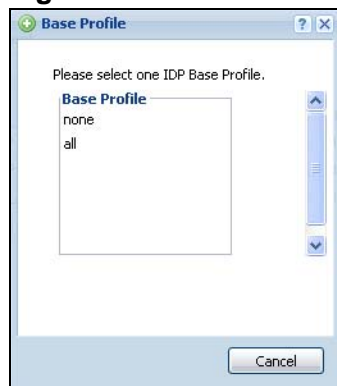 Base Profile
Please select one IDP Base Profile.
Base Profile
none
all
Cancel